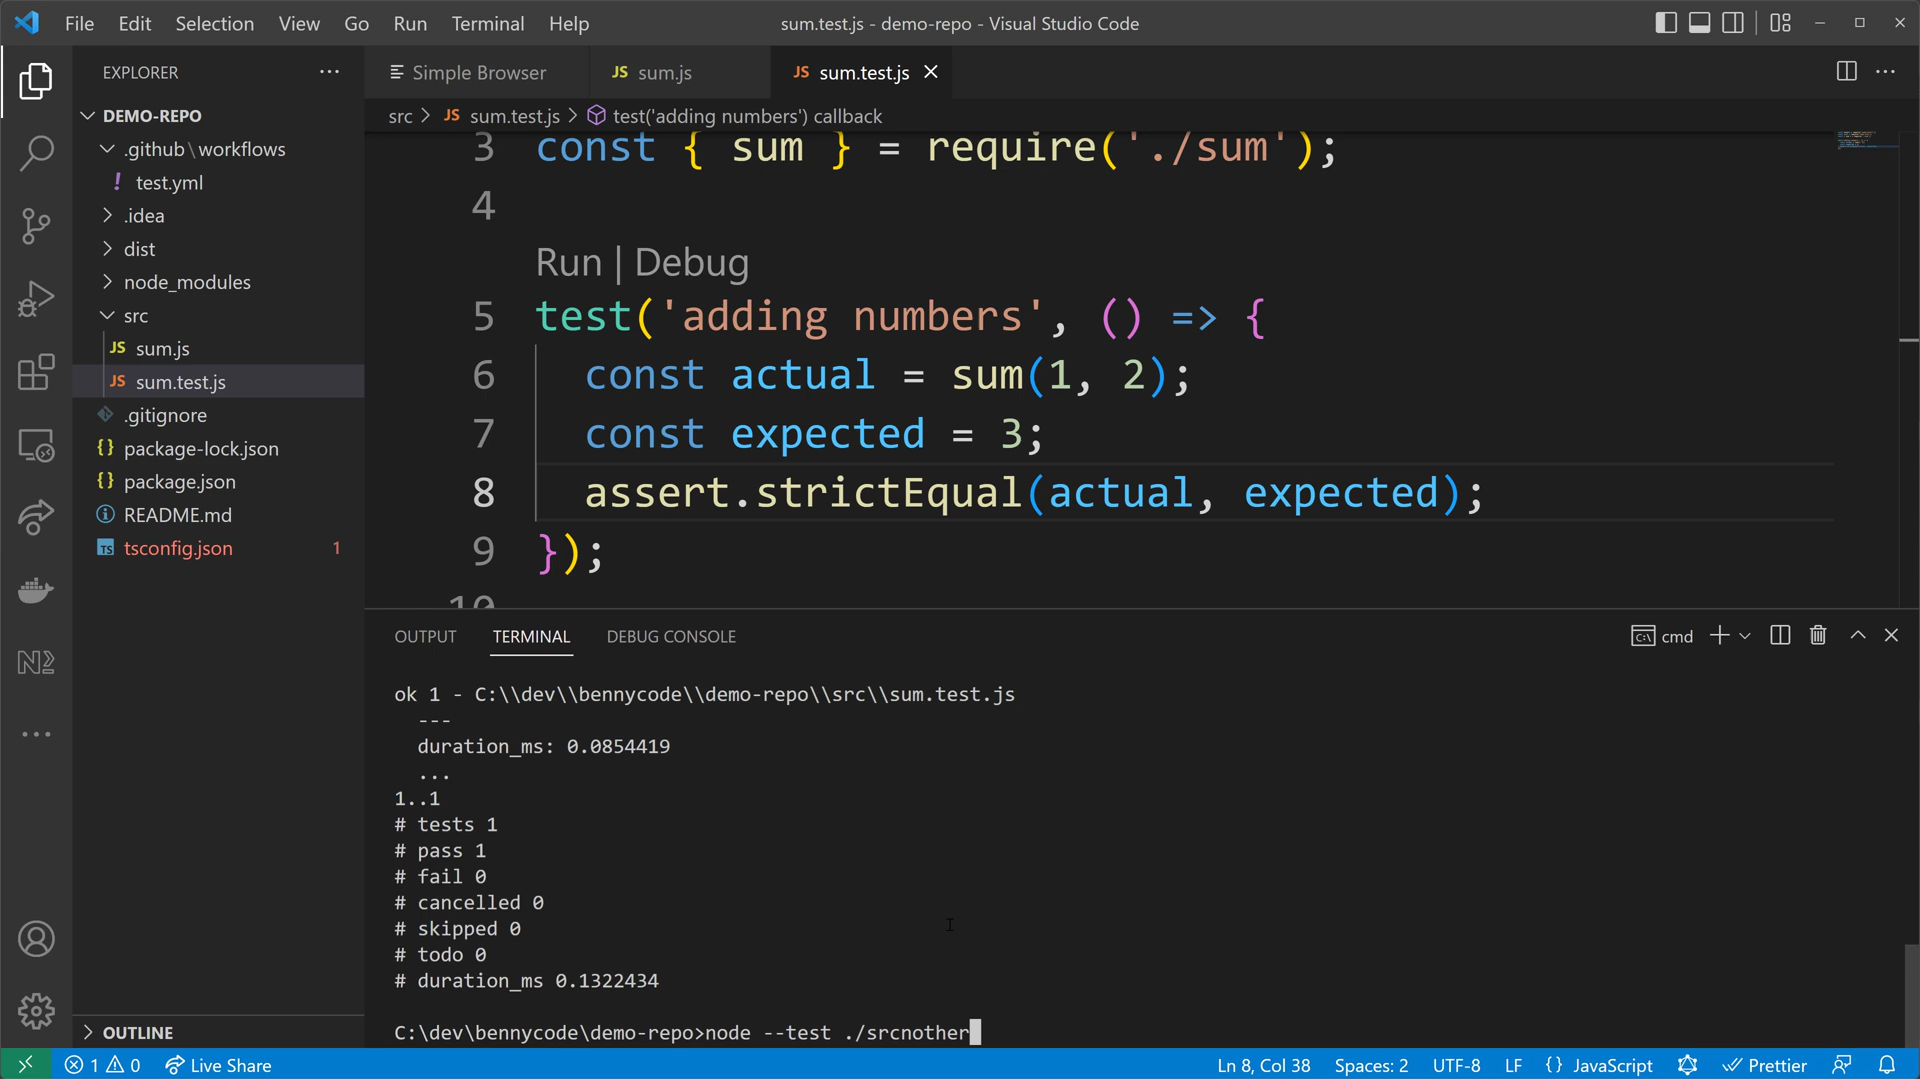 File Edit Selection View Go Run Terminal Help
sum.test.js - demo-repo - Visual Studio Code
EXPLORER
DEMO-REPO
.github\workflows
! test.yml
.idea
dist
node_modules
src
JS sum.js
JS sum.test.js
.gitignore
{} package-lock.json
{} package.json
README.md
TS tsconfig.json 1
OUTLINE
Simple Browser
JS sum.js
JS sum.test.js
src > JS sum.test.js > test('adding numbers') callback
3 const { sum } = require('./sum');
4
Run | Debug
5 test('adding numbers', () => {
6 const actual = sum(1, 2);
7 const expected = 3;
8 assert.strictEqual(actual, expected);
9 });
10
OUTPUT TERMINAL DEBUG CONSOLE
cmd
ok 1 - C:\\dev\\bennycode\\demo-repo\\src\\sum.test.js
---
duration_ms: 0.0854419
...
1..1
# tests 1
# pass 1
# fail 0
# cancelled 0
# skipped 0
# todo 0
# duration_ms 0.1322434
C:\dev\bennycode\demo-repo>node --test ./srcnother
1 0 Live Share
Ln 8, Col 38 Spaces: 2 UTF-8 LF {} JavaScript Prettier